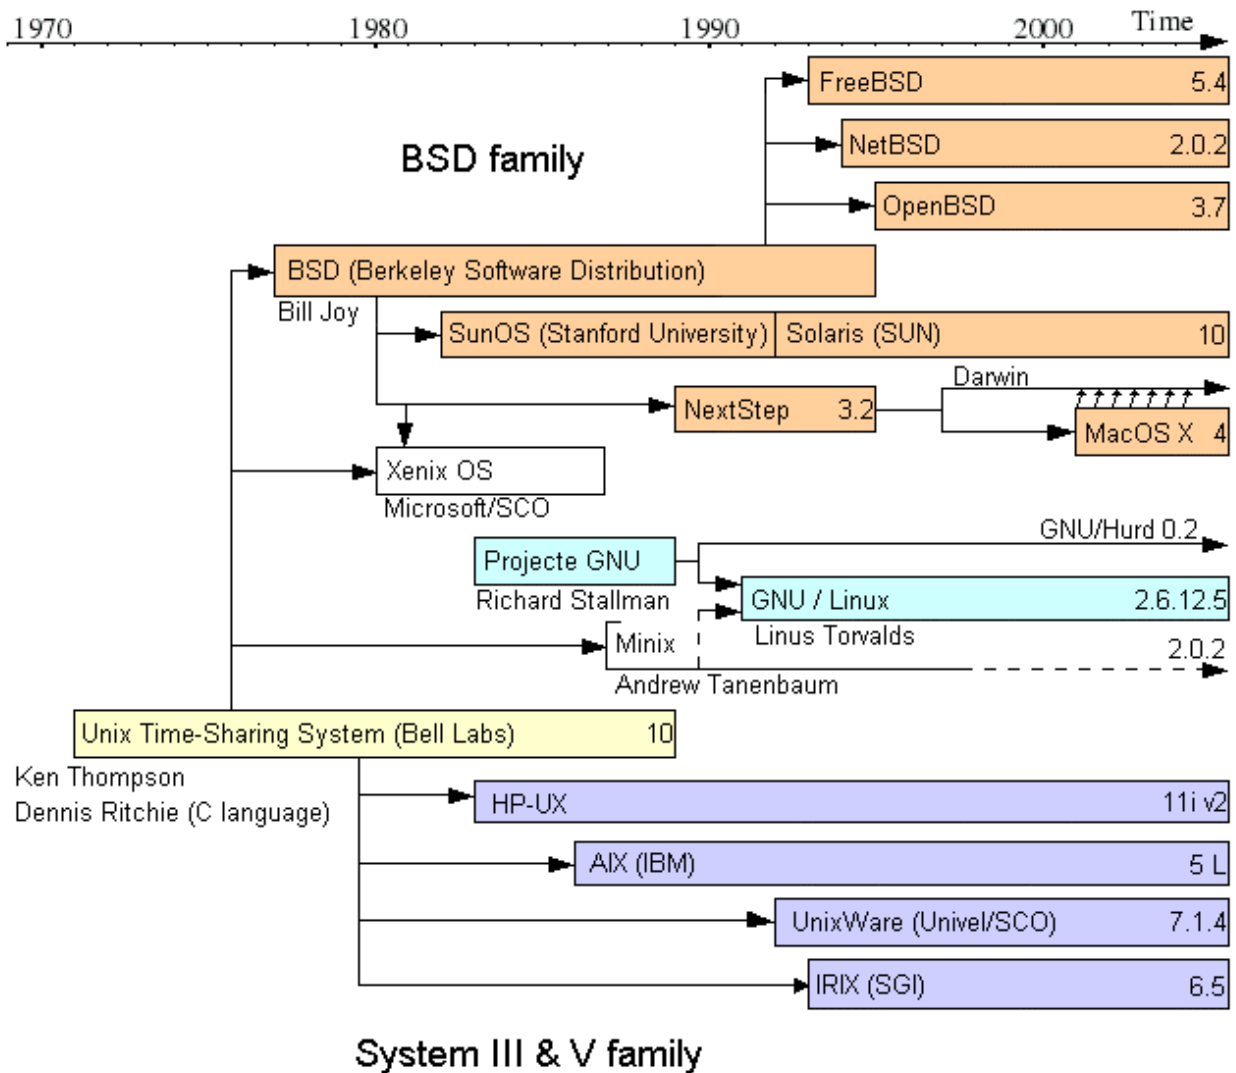 1970 1980 1990 2000 Time
FreeBSD 5.4
BSD family
NetBSD 2.0.2
OpenBSD 3.7
BSD (Berkeley Software Distribution)
Bill Joy
SunOS (Stanford University) Solaris (SUN) 10
Darwin
NextStep 3.2
MacOS X 4
Xenix OS
Microsoft/SCO
GNU/Hurd 0.2
Projecte GNU
Richard Stallman
GNU / Linux 2.6.12.5
Linus Torvalds
Minix 2.0.2
Andrew Tanenbaum
Unix Time-Sharing System (Bell Labs) 10
Ken Thompson
Dennis Ritchie (C language)
HP-UX 11i v2
AIX (IBM) 5 L
UnixWare (Univel/SCO) 7.1.4
IRIX (SGI) 6.5
System III & V family